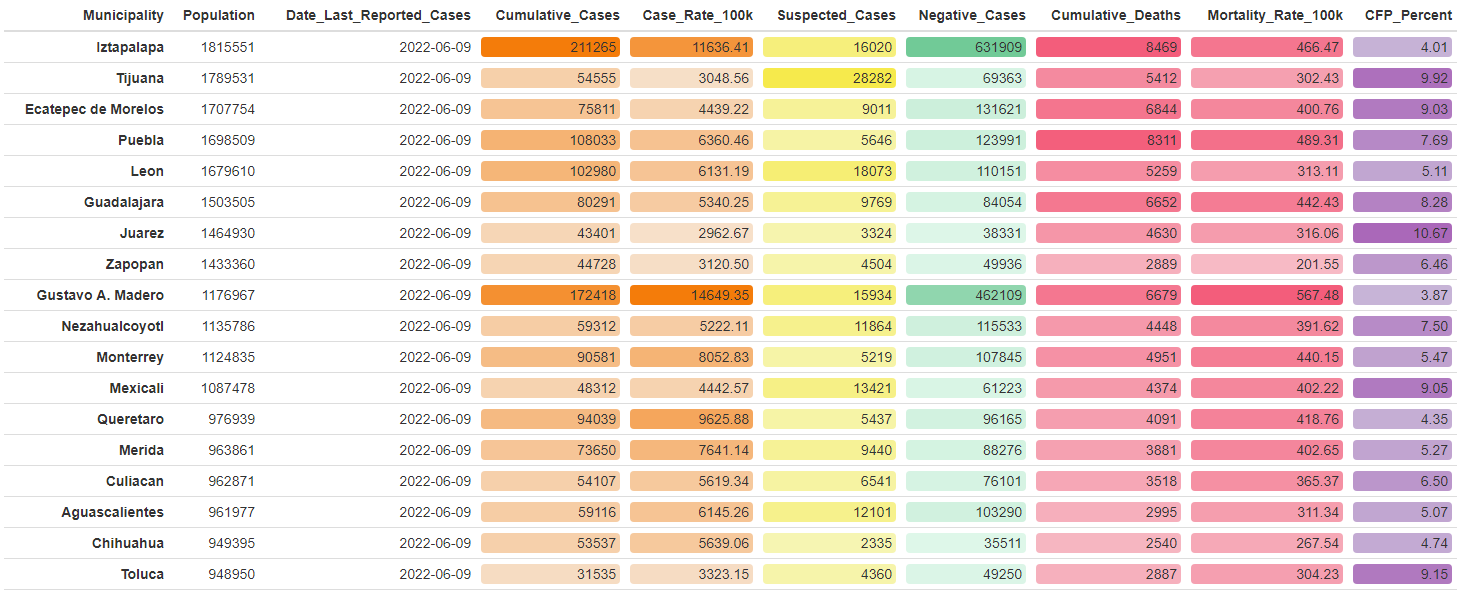 Municipality Population Date_Last_Reported_Cases Cumulative_Cases Case_Rate_100k Suspected_Cases Negative_Cases Cumulative_Deaths Mortality_Rate_100k CFP_Percent
Iztapalapa 1815551 2022-06-09 211265 11636.41 16020 631909 8469 466.47 4.01
Tijuana 1789531 2022-06-09 54555 3048.56 28282 69363 5412 302.43 9.92
Ecatepec de Morelos 1707754 2022-06-09 75811 4439.22 9011 131621 6844 400.76 9.03
Puebla 1698509 2022-06-09 108033 6360.46 5646 123991 8311 489.31 7.69
Leon 1679610 2022-06-09 102980 6131.19 18073 110151 5259 313.11 5.11
Guadalajara 1503505 2022-06-09 80291 5340.25 9769 84054 6652 442.43 8.28
Juarez 1464930 2022-06-09 43401 2962.67 3324 38331 4630 316.06 10.67
Zapopan 1433360 2022-06-09 44728 3120.50 4504 49936 2889 201.55 6.46
Gustavo A. Madero 1176967 2022-06-09 172418 14649.35 15934 462109 6679 567.48 3.87
Nezahualcoyotl 1135786 2022-06-09 59312 5222.11 11864 115533 4448 391.62 7.50
Monterrey 1124835 2022-06-09 90581 8052.83 5219 107845 4951 440.15 5.47
Mexicali 1087478 2022-06-09 48312 4442.57 13421 61223 4374 402.22 9.05
Queretaro 976939 2022-06-09 94039 9625.88 5437 96165 4091 418.76 4.35
Merida 963861 2022-06-09 73650 7641.14 9440 88276 3881 402.65 5.27
Culiacan 962871 2022-06-09 54107 5619.34 6541 76101 3518 365.37 6.50
Aguascalientes 961977 2022-06-09 59116 6145.26 12101 103290 2995 311.34 5.07
Chihuahua 949395 2022-06-09 53537 5639.06 2335 35511 2540 267.54 4.74
Toluca 948950 2022-06-09 31535 3323.15 4360 49250 2887 304.23 9.15